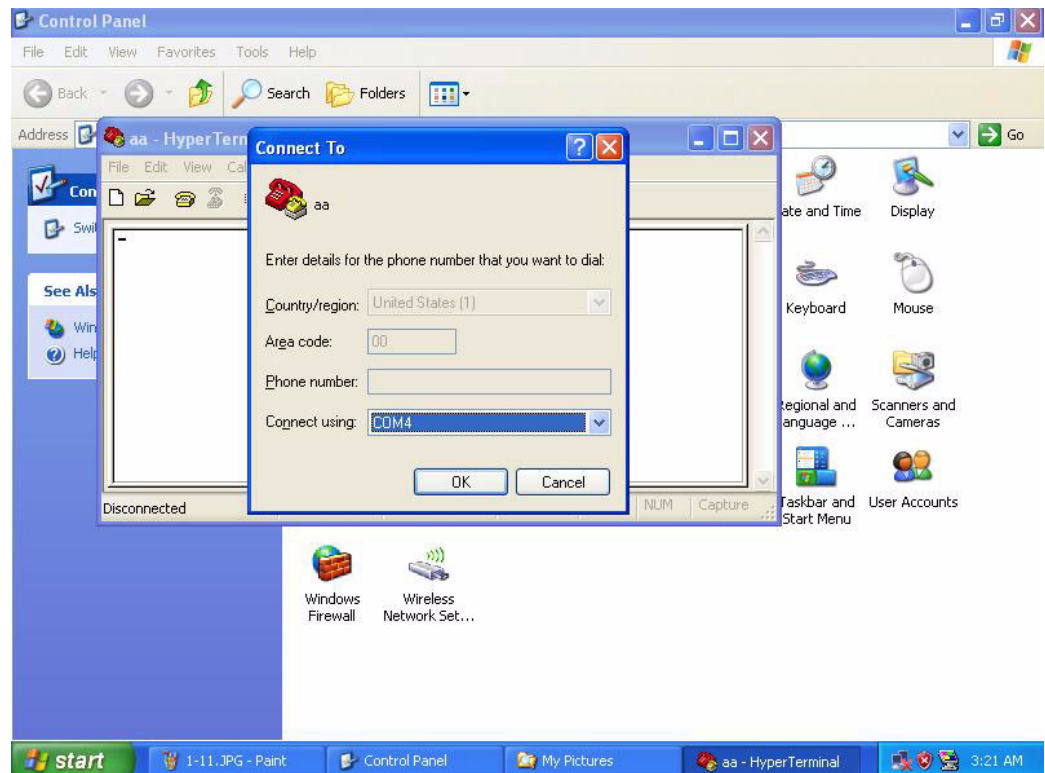 Control Panel
File Edit View Favorites Tools Help
Back Search Folders
Address Go
aa - HyperTerm
File Edit View Cal
Connect To
aa
Enter details for the phone number that you want to dial:
Country/region: United States (1)
Area code: 00
Phone number:
Connect using: COM4
OK Cancel
Disconnected NUM Capture
Con
Swi
See Als
Win
Help
ate and Time Display
Keyboard Mouse
Regional and
anguage ...
Scanners and
Cameras
Taskbar and
Start Menu
User Accounts
Windows
Firewall
Wireless
Network Set...
start 1-11.JPG - Paint Control Panel My Pictures aa - HyperTerminal 3:21 AM